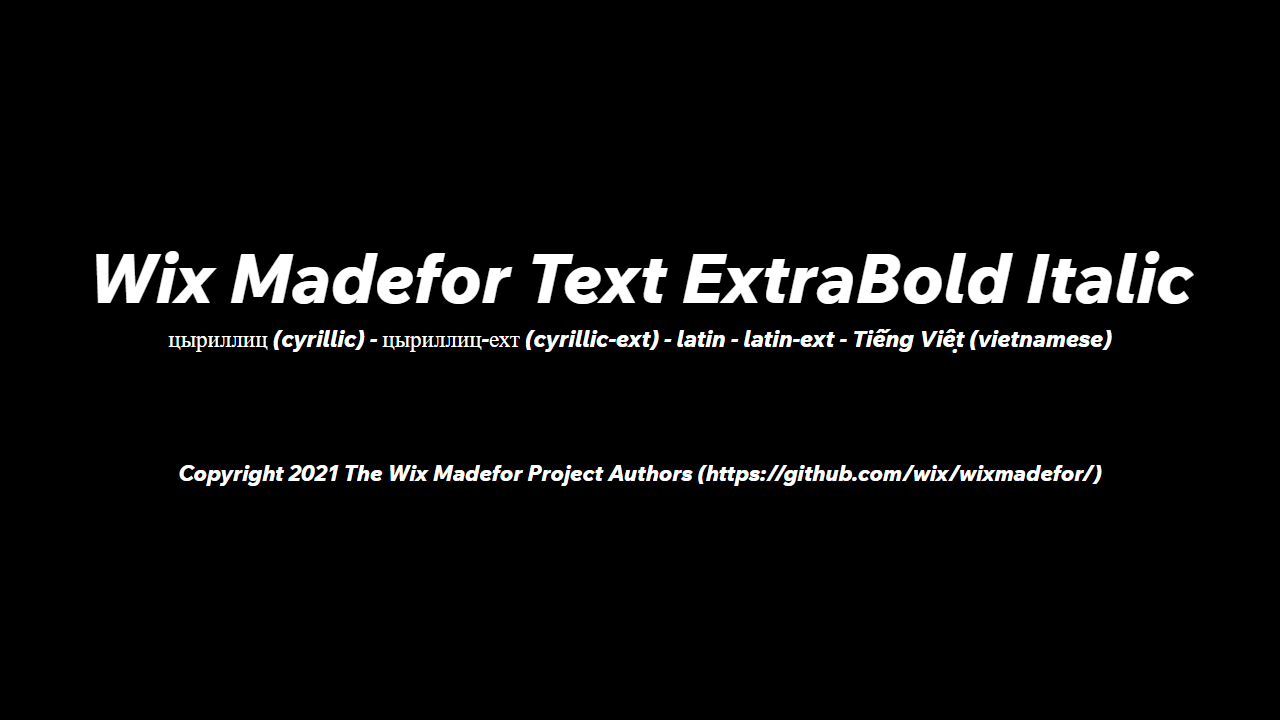 Wix Madefor Text ExtraBold Italic
цыриллиц (cyrillic) - цыриллиц-ехт (cyrillic-ext) - latin - latin-ext - Tiếng Việt (vietnamese)
Copyright 2021 The Wix Madefor Project Authors (https://github.com/wix/wixmadefor/)